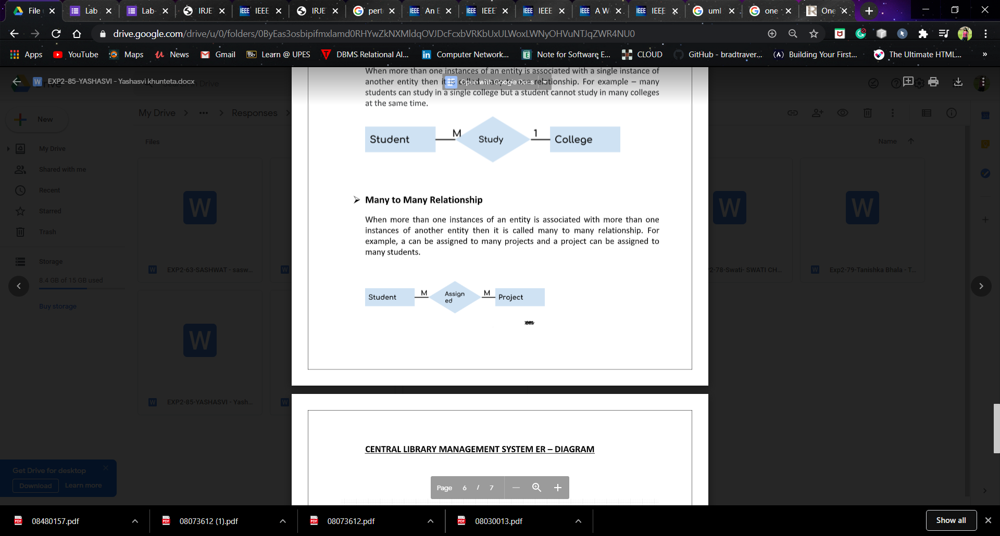 File
Lab
Lab-
IRJE
IEEE
IRJE
pert
An E
IEEE
IEEE
A W
IEEE
uml
one
One
drive.google.com/drive/u/0/folders/0ByEas3osbipifmxlamd0RHYwZkNXMldqOVJDcFcxbVRKbUxULWoxLWNyOHVuNTJqZWR4NU0
Apps YouTube Maps News Gmail Learn @ UPES DBMS Relational Al... Computer Network... Note for Software E... CLOUD GitHub - bradtraver... Building Your First... The Ultimate HTML... »
EXP2-85-YASHASVI - Yashasvi khunteta.docx
Open with Google Docs
My Drive > ... > Responses >
New
My Drive
Shared with me
Recent
Starred
Trash
Storage
8.4 GB of 15 GB used
Buy storage
Files
Name
EXP2-63-SASHWAT - sasw...
2-78-Swati- SWATI CH...
Exp2-79-Tanishka Bhala - T...
EXP2-85-YASHASVI - Yash...
Get Drive for desktop
Download Learn more
When more than one instances of an entity is associated with a single instance of
another entity then it is called relationship. For example – many
students can study in a single college but a student cannot study in many colleges
at the same time.
Student M Study 1 College
➢ Many to Many Relationship
When more than one instances of an entity is associated with more than one
instances of another entity then it is called many to many relationship. For
example, a can be assigned to many projects and a project can be assigned to
many students.
Student M Assign
ed M Project
com
CENTRAL LIBRARY MANAGEMENT SYSTEM ER – DIAGRAM
Page 6 / 7
08480157.pdf
08073612 (1).pdf
08073612.pdf
08030013.pdf
Show all